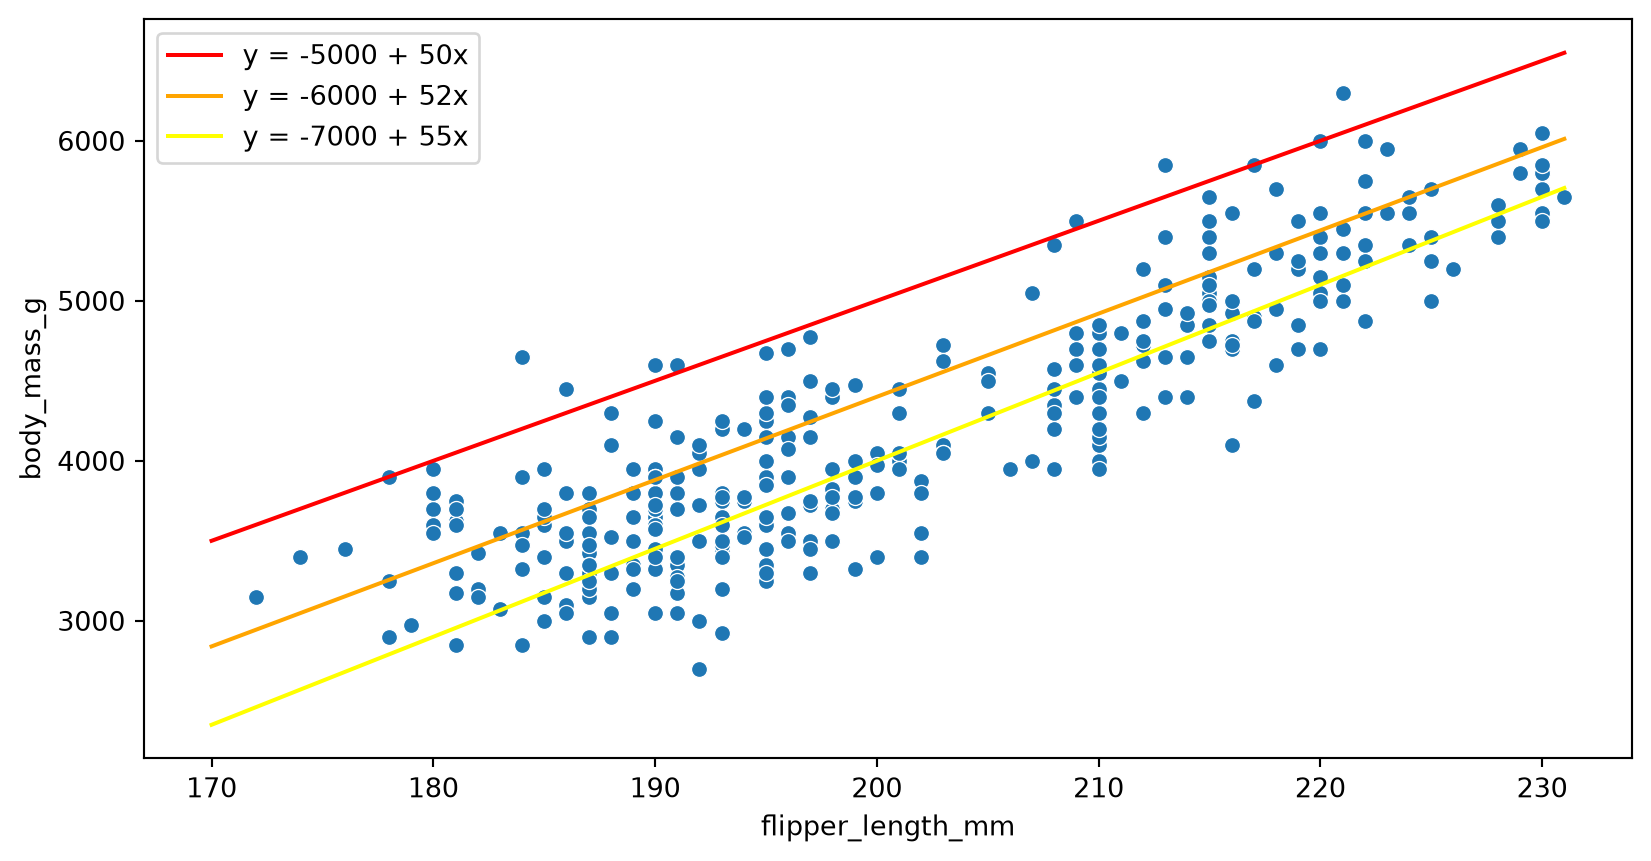 y = -5000 + 50x
y = -6000 + 52x
y = -7000 + 55x
6000
5000
4000
3000
body_mass_g
170 180 190 200 210 220 230
flipper_length_mm